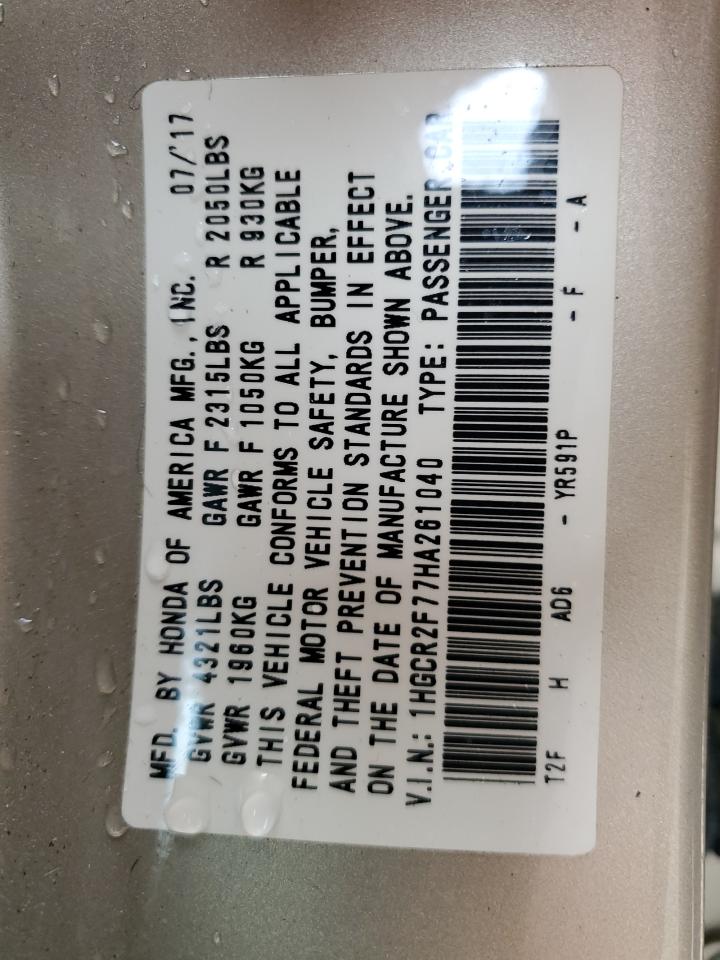 MFD. BY HONDA OF AMERICA MFG., INC. 07/'17
GVWR 4321LBS GAWR F 2315LBS R 2050LBS
GVWR 1960KG GAWR F 1050KG R 930KG
THIS VEHICLE CONFORMS TO ALL APPLICABLE
FEDERAL MOTOR VEHICLE SAFETY, BUMPER,
AND THEFT PREVENTION STANDARDS IN EFFECT
ON THE DATE OF MANUFACTURE SHOWN ABOVE.
V.I.N.: 1HGCR2F77HA261040 TYPE: PASSENGER CAR
T2F H AD6 - YR591P - F - A